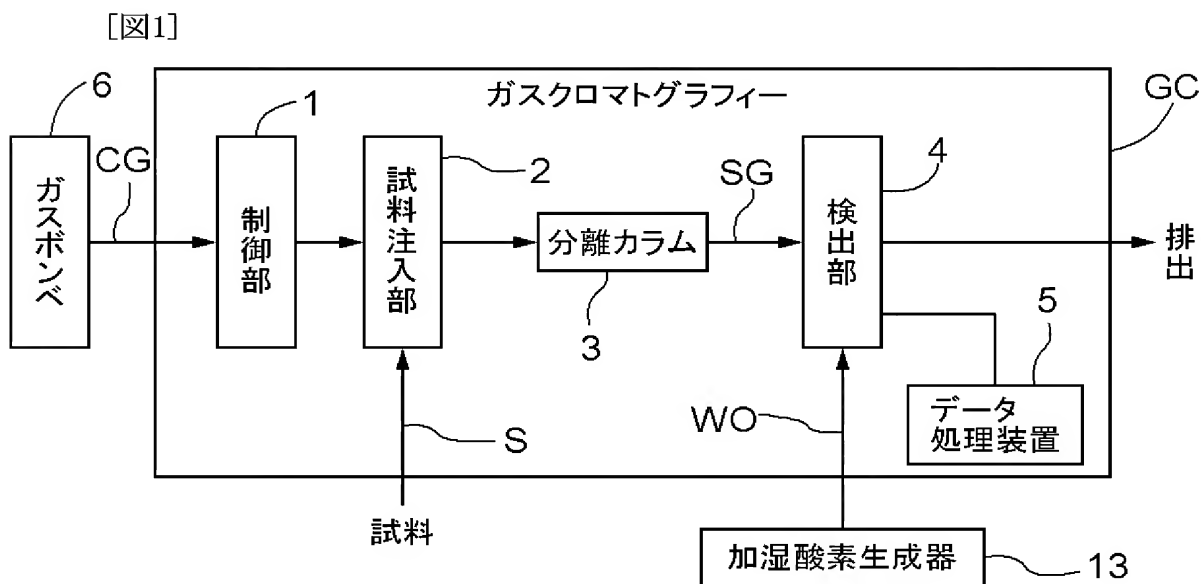 [図1]
ガスクロマトグラフィー
GC
6
ガスボンベ
CG
1
制御部
試料注入部
2
分離カラム
3
SG
検出部
4
排出
5
データ
処理装置
S
試料
WO
加湿酸素生成器
13